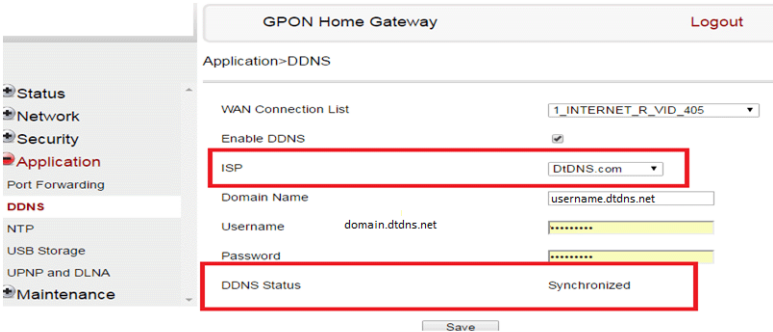 GPON Home Gateway Logout
Application>DDNS
Status
Network
Security
Application
Port Forwarding
DDNS
NTP
USB Storage
UPNP and DLNA
Maintenance
WAN Connection List 1_INTERNET_R_VID_405
Enable DDNS
ISP DtDNS.com
Domain Name username.dtdns.net
Username domain.dtdns.net •••••••••
Password •••••••••
DDNS Status Synchronized
Save